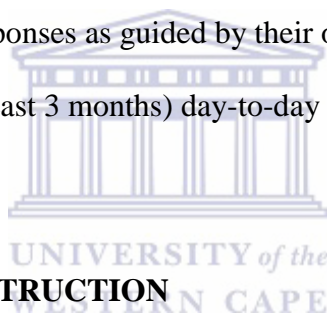 ponses as guided by their
ast 3 months) day-to-day
UNIVERSITY of the
TRUCTION
WESTERN CAPE